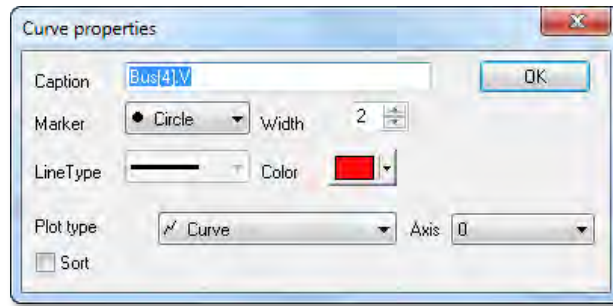 Curve properties
Caption Bus[4].V OK
Marker Circle Width 2
LineType Color
Plot type Curve Axis 0
Sort